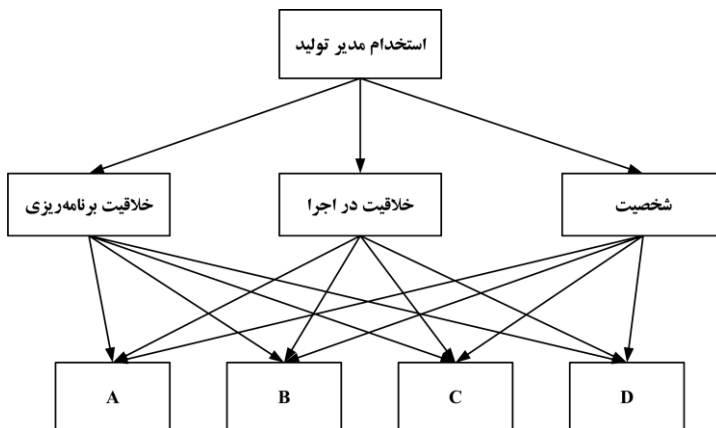 استخدام مدیر تولید
شخصیت
خلاقیت در اجرا
خلاقیت برنامه‌ریزی
A
B
C
D